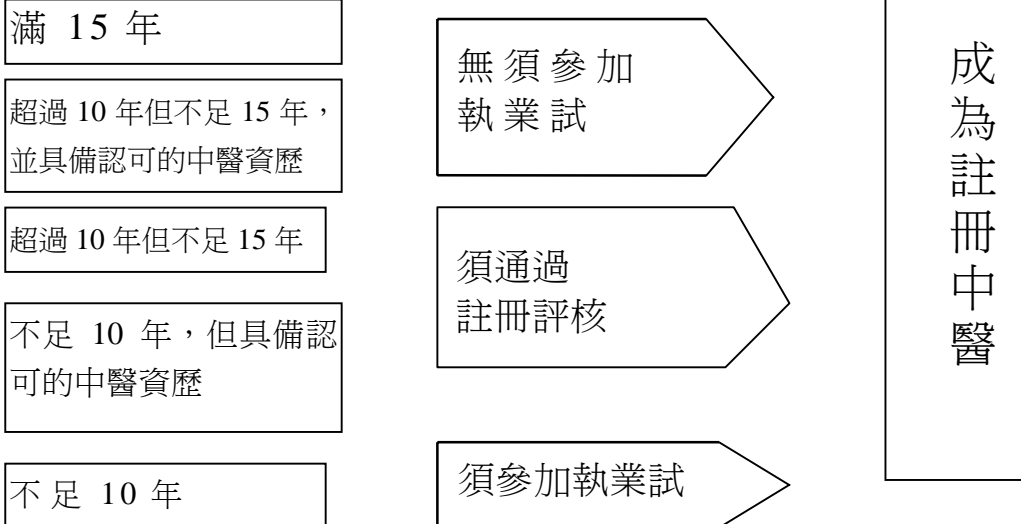 滿 15 年
超過 10 年但不足 15 年，
並具備認可的中醫資歷
超過 10 年但不足 15 年
不足 10 年，但具備認
可的中醫資歷
不足 10 年
無須參加
執業試
須通過
註冊評核
須參加執業試
成為註冊中醫